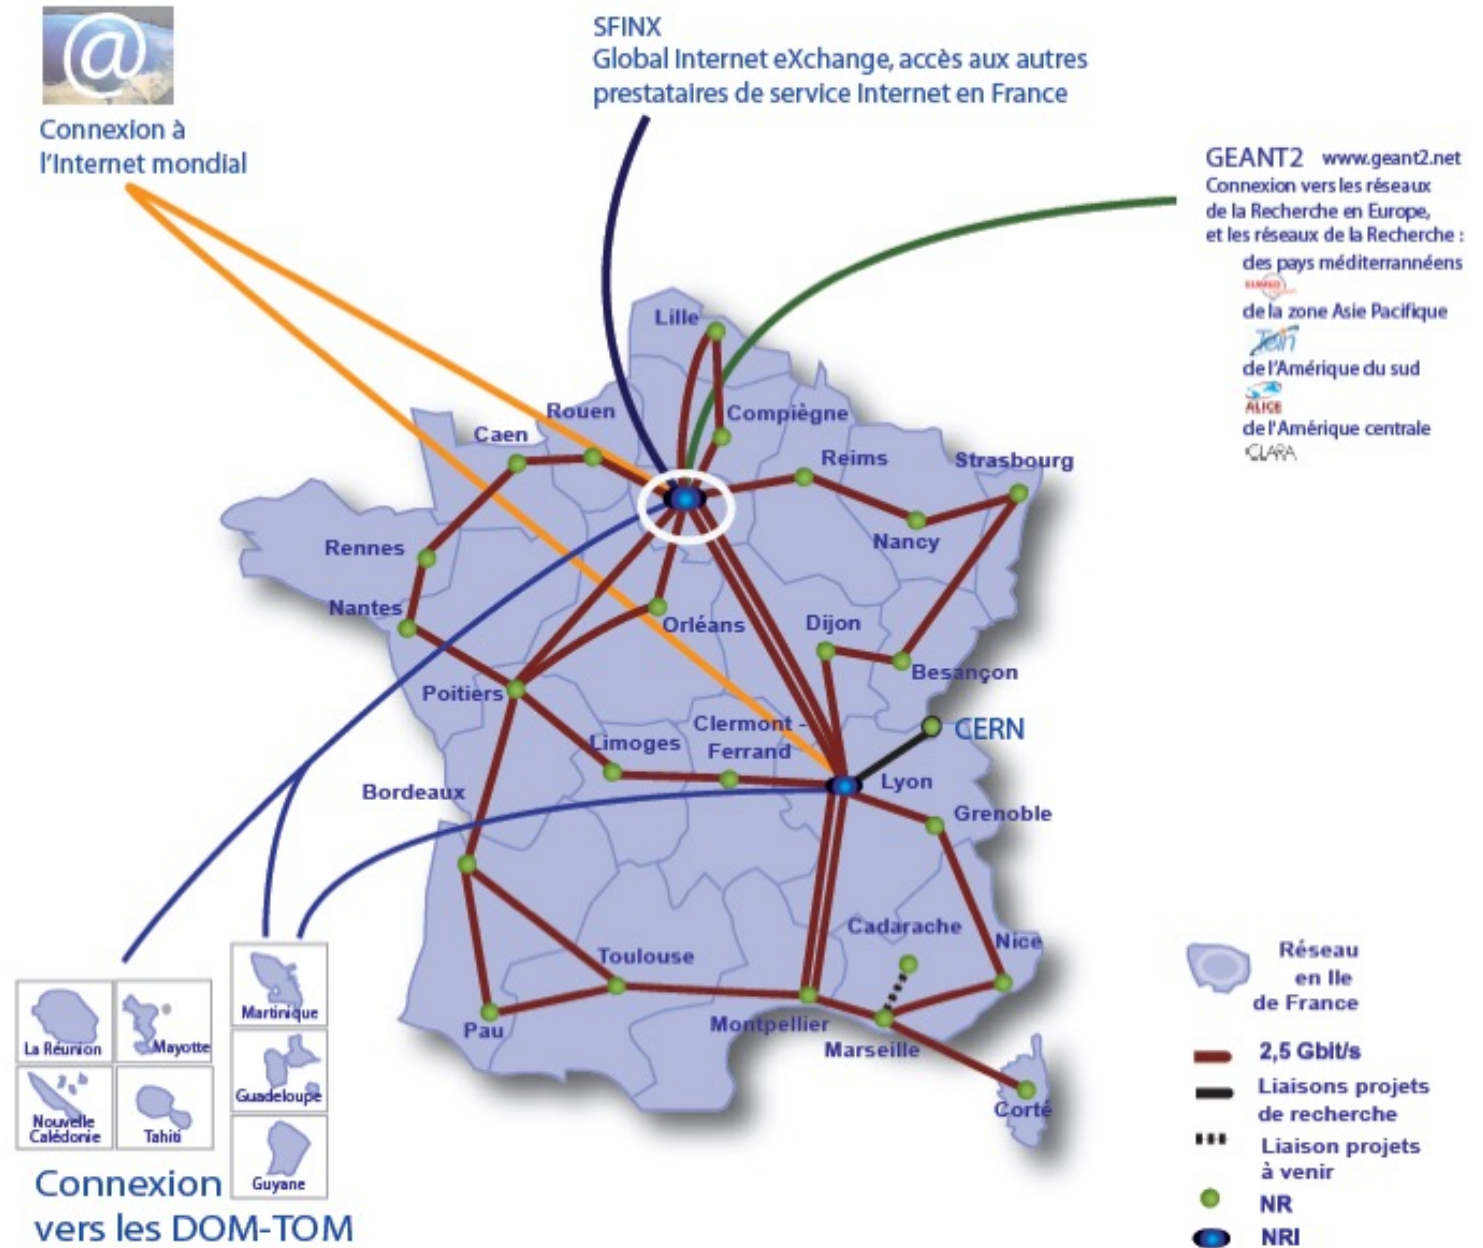 @
Connexion à
l'Internet mondial
SFINX
Global Internet eXchange, accès aux autres
prestataires de service Internet en France
GEANT2 www.geant2.net
Connexion vers les réseaux
de la Recherche en Europe,
et les réseaux de la Recherche :
des pays méditerrannéens
de la zone Asie Pacifique
Tein
de l'Amérique du sud
ALICE
de l'Amérique centrale
CLARA
Lille
Rouen
Compiègne
Caen
Reims
Strasbourg
Rennes
Nancy
Nantes
Orléans
Dijon
Besançon
Poitiers
Clermont -
Ferrand
Limoges
CERN
Lyon
Bordeaux
Grenoble
Cadarache
Nice
Toulouse
Pau
Montpellier
Marseille
Corté
La Réunion
Mayotte
Nouvelle
Calédonie
Tahiti
Martinique
Guadeloupe
Guyane
Connexion
vers les DOM-TOM
Réseau
en Ile
de France
2,5 Gbit/s
Liaisons projets
de recherche
Liaison projets
à venir
NR
NRI